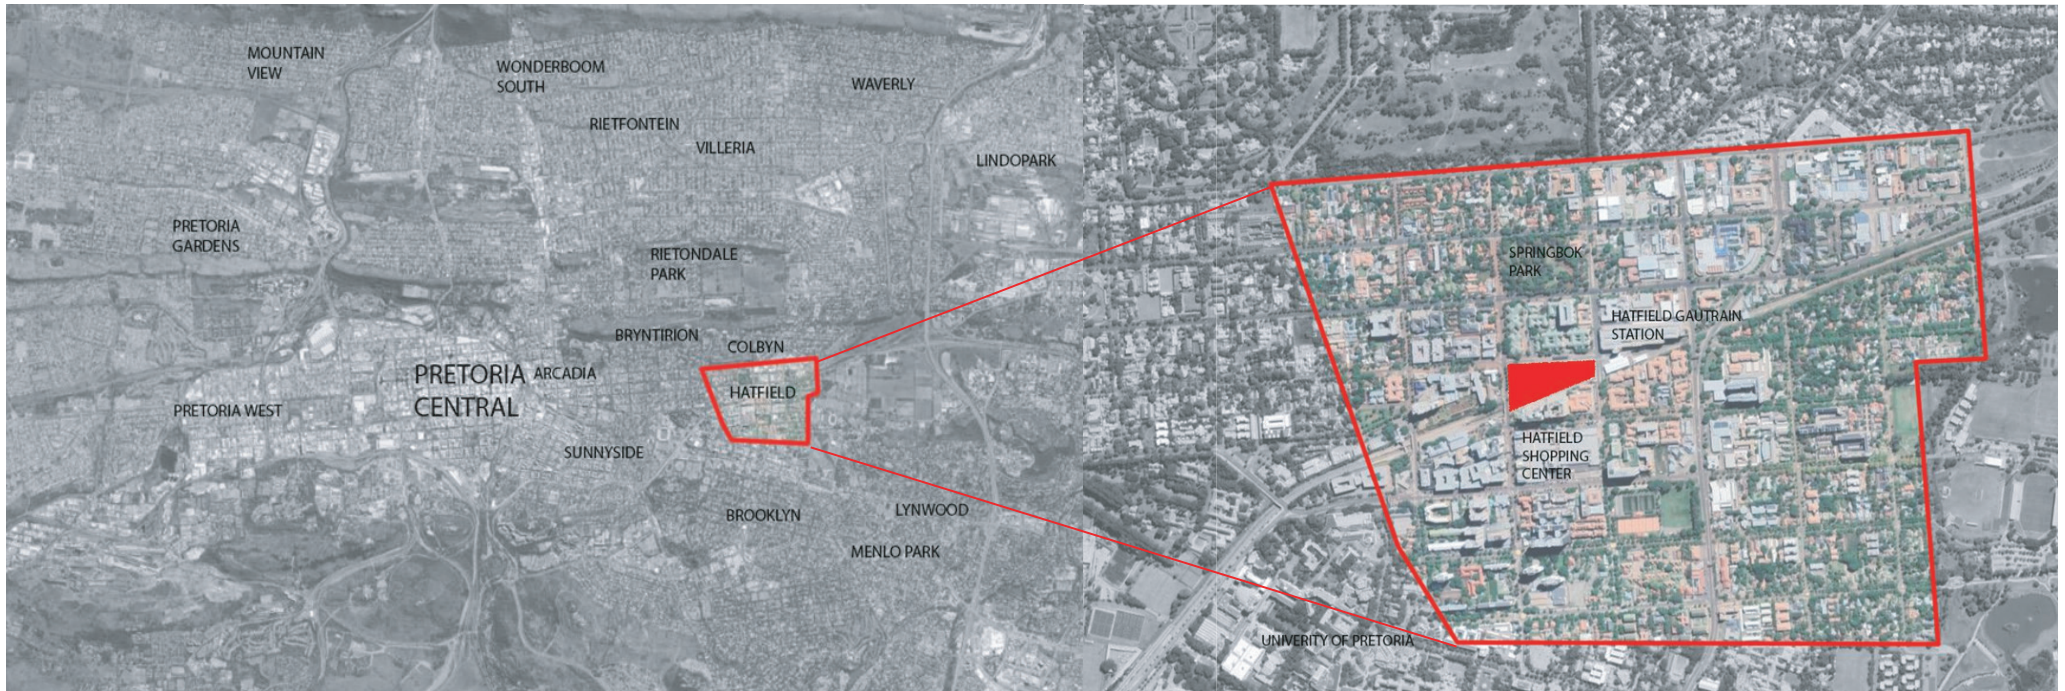 MOUNTAIN
VIEW
WONDERBOOM
SOUTH
WAVERLY
RIETFONTEIN
VILLERIA
LINDOPARK
PRETORIA
GARDENS
RIETONDALE
PARK
BRYNTIRION
COLBYN
PRETORIA
CENTRAL
ARCADIA
HATFIELD
PRETORIA WEST
SUNNYSIDE
BROOKLYN
LYNWOOD
MENLO PARK
SPRINGBOK
PARK
HATFIELD GAUTRAIN
STATION
HATFIELD
SHOPPING
CENTER
UNIVERITY OF PRETORIA